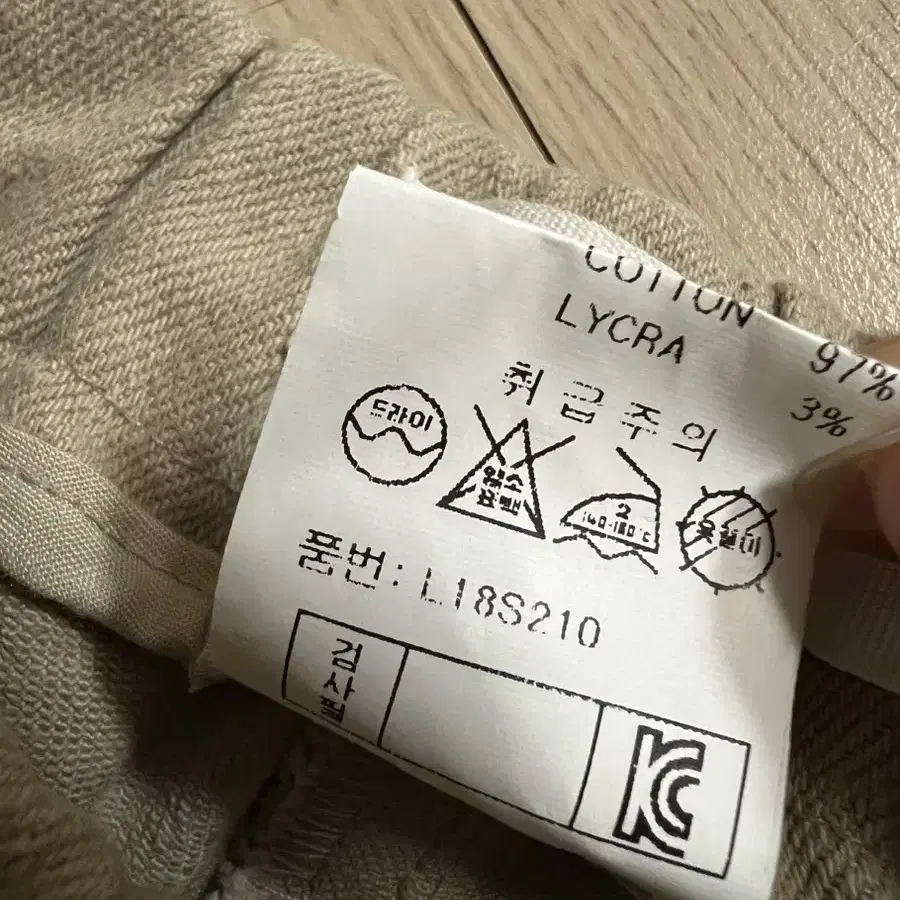 COTTON 97%
LYCRA 3%
취급주의
드라이
염소
표백
2
140-160℃
옷걸이
품번: L18S210
검사필
KC